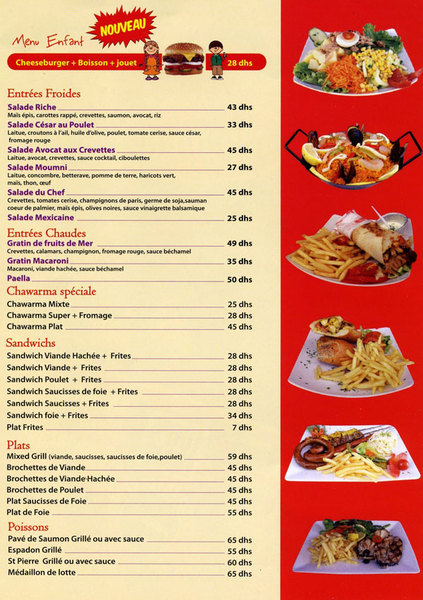 NOUVEAU
Menu Enfant
Cheeseburger + Boisson + jouet 28 dhs
Entrées Froides
Salade Riche 43 dhs
Maïs épis, carottes rappé, crevettes, saumon, avocat, riz
Salade César au Poulet 33 dhs
Laitue, croutons à l'ail, huile d'olive, poulet, tomate cerise, sauce césar,
fromage rouge
Salade Avocat aux Crevettes 45 dhs
Laitue, avocat, crevettes, sauce cocktail, ciboulettes
Salade Moumni 27 dhs
Laitue, concombre, betterave, pomme de terre, haricots vert,
maïs, thon, œuf
Salade du Chef 45 dhs
Crevettes, tomates cerise, champignons de paris, germe de soja,sauman
coeur de palmier, maïs épis, olives noires, sauce vinaigrette balsamique
Salade Mexicaine 25 dhs
Entrées Chaudes
Gratin de fruits de Mer 49 dhs
Crevettes, calamars, champignon, fromage rouge, sauce béchamel
Gratin Macaroni 35 dhs
Macaroni, viande hachée, sauce béchamel
Paella 50 dhs
Chawarma spéciale
Chawarma Mixte 25 dhs
Chawarma Super + Fromage 28 dhs
Chawarma Plat 45 dhs
Sandwichs
Sandwich Viande Hachée + Frites 28 dhs
Sandwich Viande + Frites 28 dhs
Sandwich Poulet + Frites 28 dhs
Sandwich Saucisses de foie + Frites 28 dhs
Sandwich Saucisses + Frites 28 dhs
Sandwich foie + Frites 34 dhs
Plat Frites 7 dhs
Plats
Mixed Grill (viande, saucisses, saucisses de foie,poulet) 59 dhs
Brochettes de Viande 45 dhs
Brochettes de Viande Hachée 45 dhs
Brochettes de Poulet 45 dhs
Plat Saucisses de Foie 45 dhs
Plat de Foie 55 dhs
Poissons
Pavé de Saumon Grillé ou avec sauce 65 dhs
Espadon Grillé 55 dhs
St Pierre Grillé ou avec sauce 60 dhs
Médaillon de lotte 65 dhs